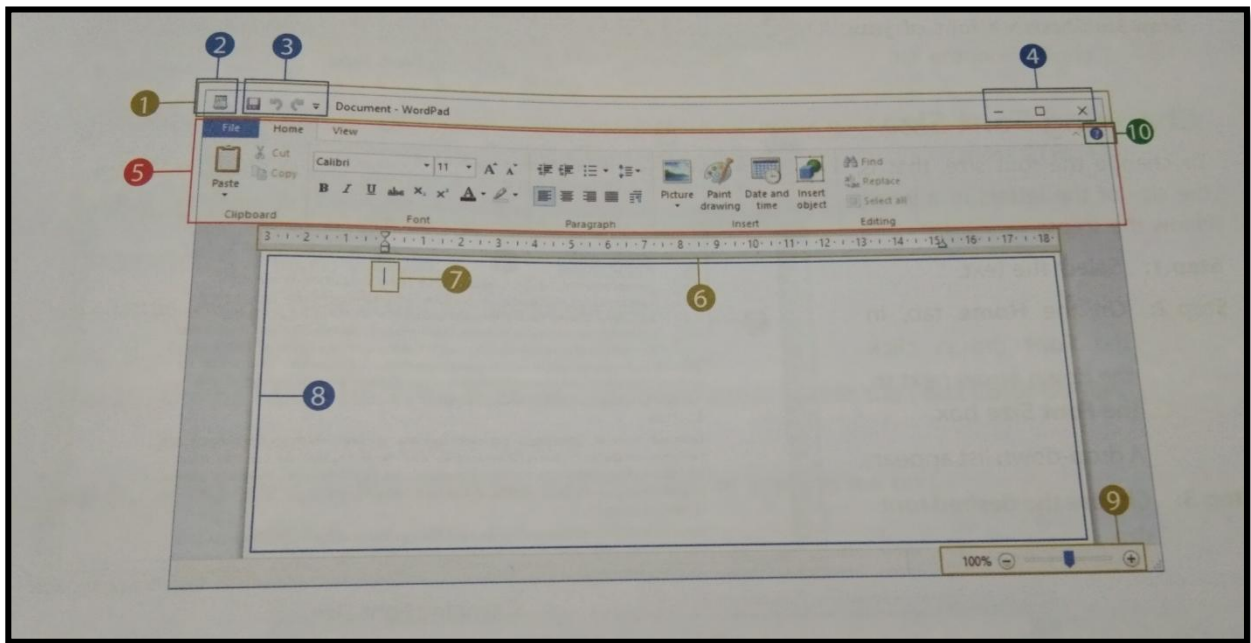 2 3 4
1 Document - WordPad
File Home View 10
5 Cut
Copy
Paste
Calibri 11 A A
B I U abc X₂ X² A
Picture Paint drawing Date and time Insert object
Find
Replace
Select all
Clipboard Font Paragraph Insert Editing
3 2 1 1 2 3 4 5 6 7 8 9 10 11 12 13 14 15 16 17 18
7 6
8
9
100%